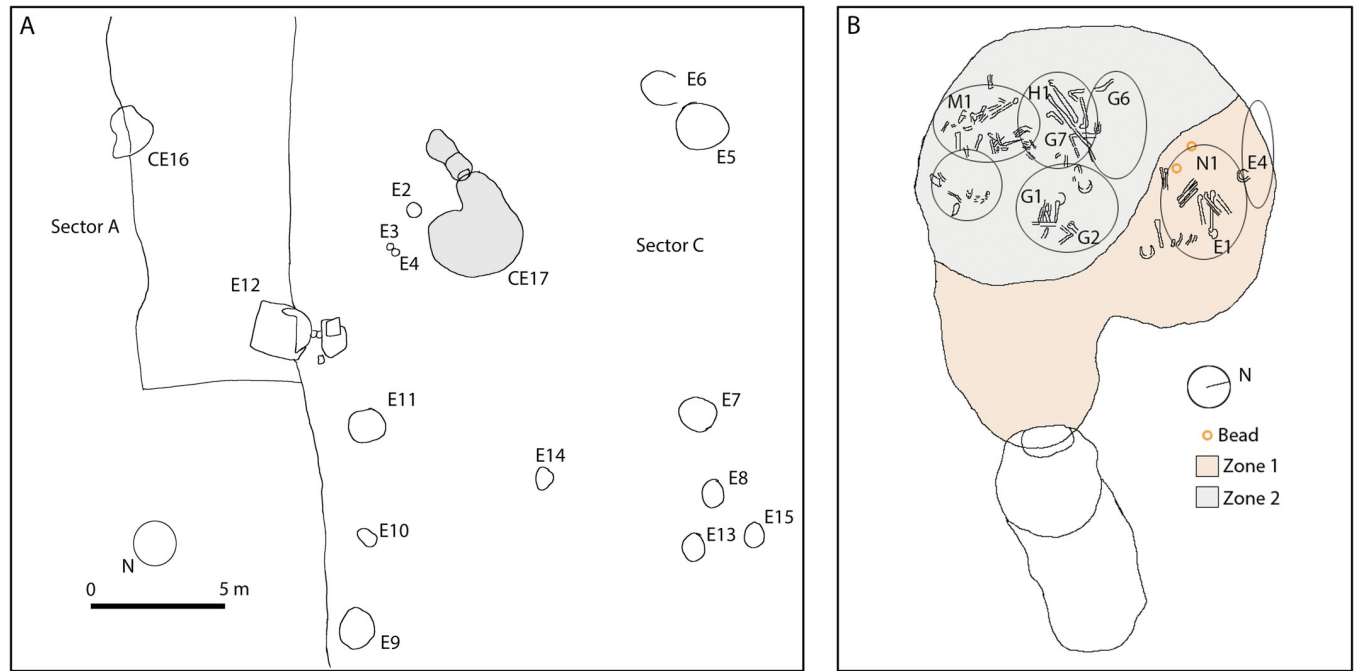 A
CE16
Sector A
E6
E5
E2
E3
E4
CE17
Sector C
E12
E11
E7
E14
E8
E10
E13
E15
N
0 5 m
E9
B
M1
H1
G6
G7
N1
E4
G1
G2
E1
N
Bead
Zone 1
Zone 2